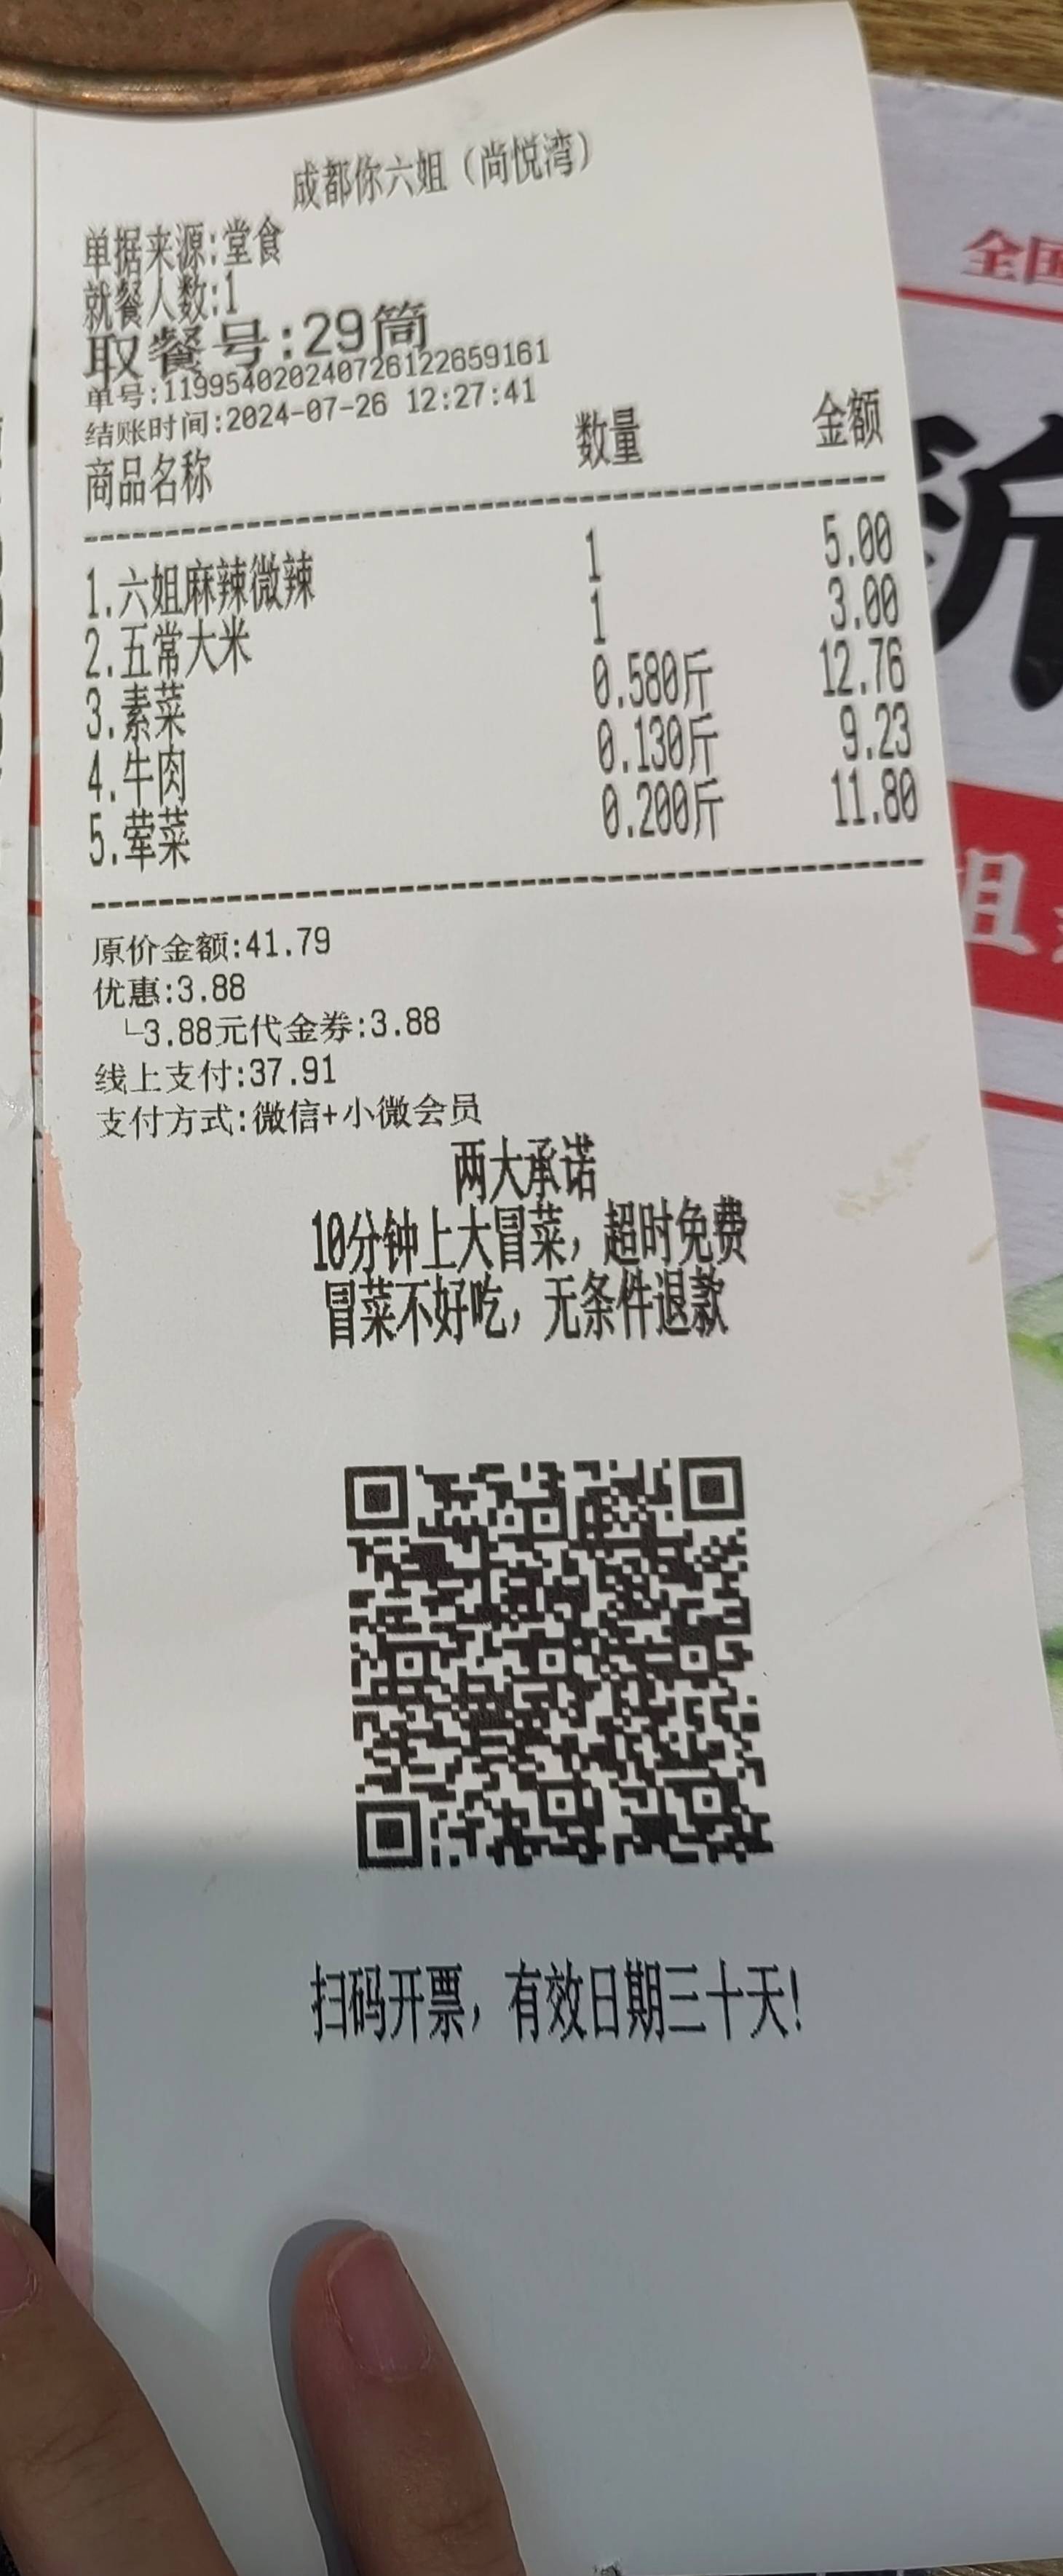 成都你六姐（尚悦湾）
单据来源:堂食
就餐人数:1
取餐号:29筒
单号:119954020240726122659161
结账时间:2024-07-26 12:27:41
商品名称 数量 金额
1.六姐麻辣微辣 1 5.00
2.五常大米 1 3.00
3.素菜 0.580斤 12.76
4.牛肉 0.130斤 9.23
5.荤菜 0.200斤 11.80
原价金额:41.79
优惠:3.88
└3.88元代金券:3.88
线上支付:37.91
支付方式:微信+小微会员
两大承诺
10分钟上大冒菜，超时免费
冒菜不好吃，无条件退款
扫码开票，有效日期三十天!
全国
姐